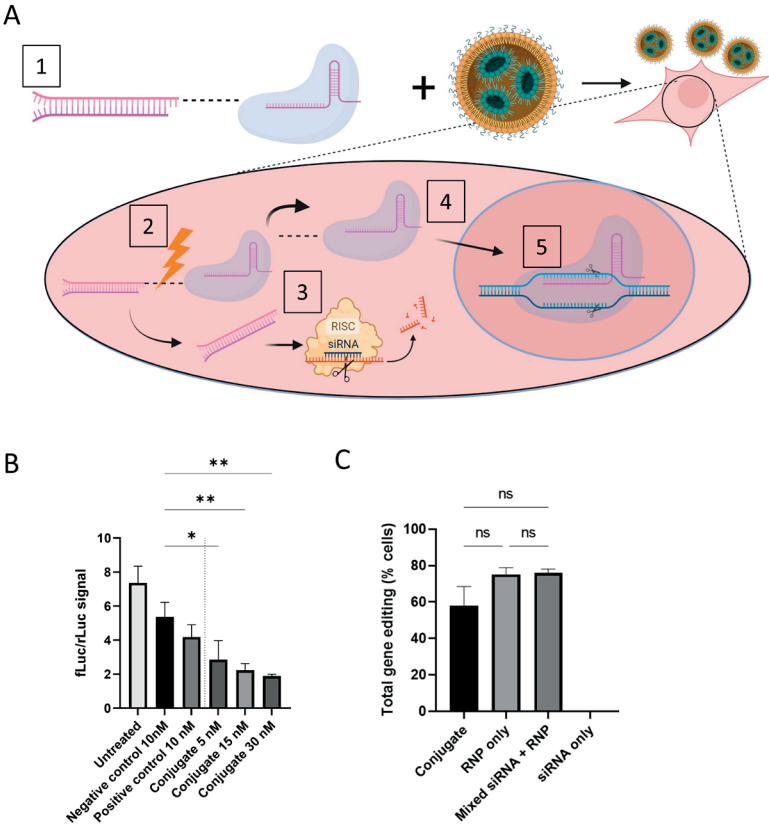 A
1
+
2
4
5
3
RISC
siRNA
B
**
**
*
fLuc/rLuc signal
10
8
6
4
2
0
Untreated
Negative control 10nM
Positive control 10 nM
Conjugate 5 nM
Conjugate 15 nM
Conjugate 30 nM
C
ns
ns
ns
Total gene editing (% cells)
100
80
60
40
20
0
Conjugate
RNP only
Mixed siRNA + RNP
siRNA only